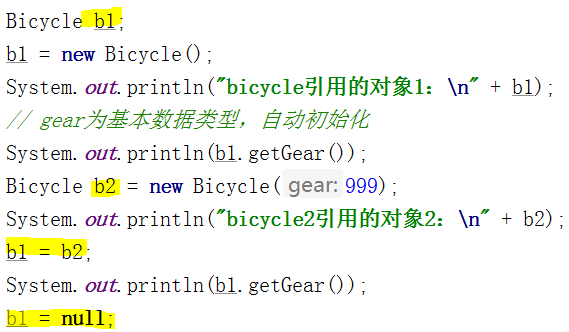 Bicycle b1;
b1 = new Bicycle();
System.out.println("bicycle引用的对象1：\n" + b1);
// gear为基本数据类型，自动初始化
System.out.println(b1.getGear());
Bicycle b2 = new Bicycle( gear: 999);
System.out.println("bicycle2引用的对象2：\n" + b2);
b1 = b2;
System.out.println(b1.getGear());
b1 = null;